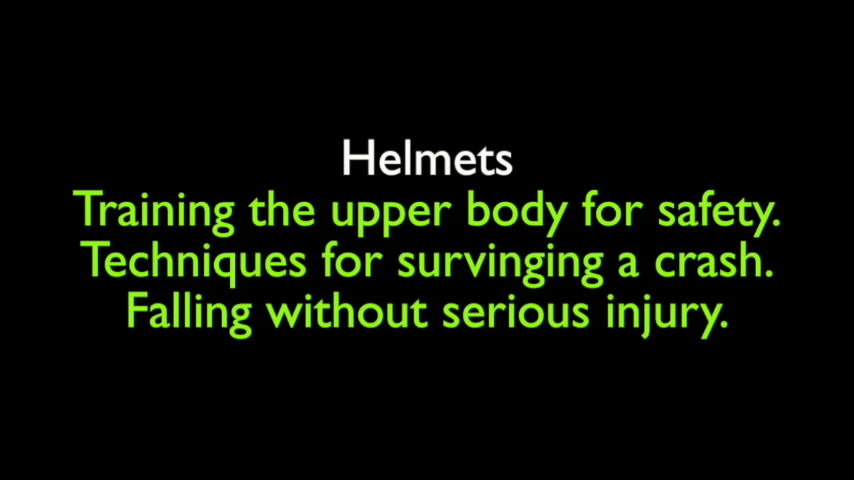 Helmets
Training the upper body for safety.
Techniques for survinging a crash.
Falling without serious injury.